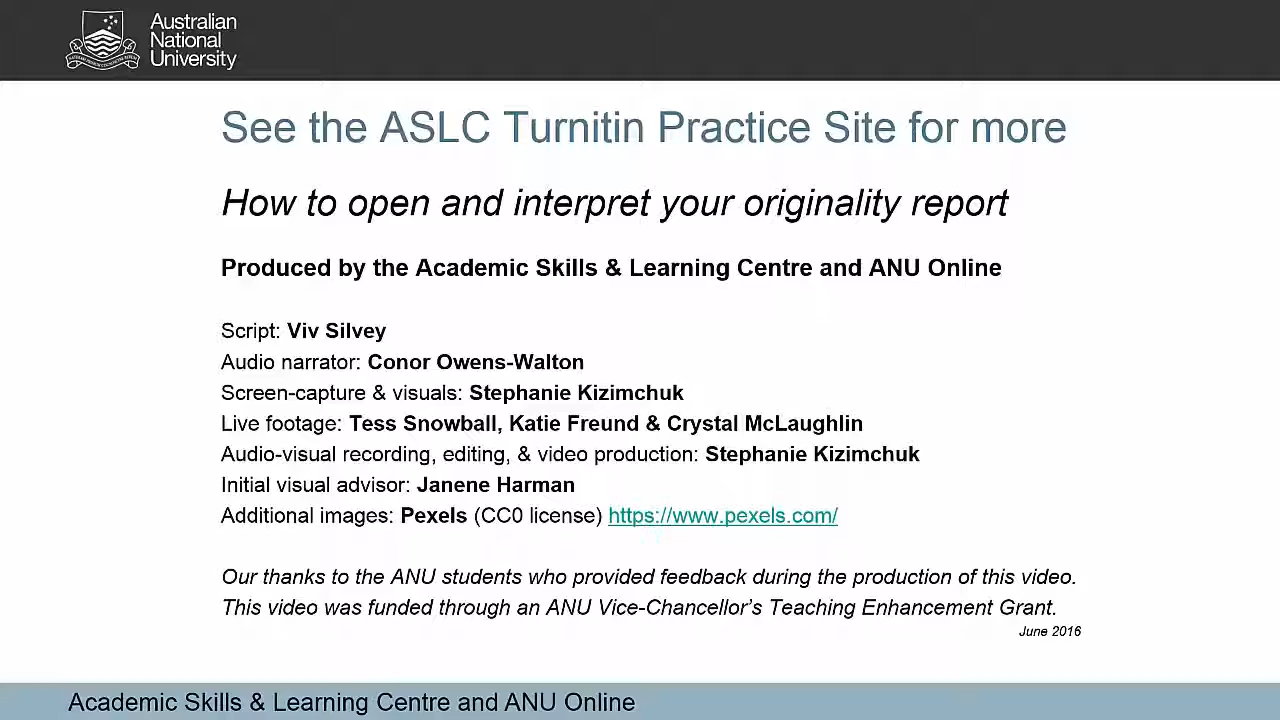 Australian
National
University
See the ASLC Turnitin Practice Site for more
How to open and interpret your originality report
Produced by the Academic Skills & Learning Centre and ANU Online
Script: Viv Silvey
Audio narrator: Conor Owens-Walton
Screen-capture & visuals: Stephanie Kizimchuk
Live footage: Tess Snowball, Katie Freund & Crystal McLaughlin
Audio-visual recording, editing, & video production: Stephanie Kizimchuk
Initial visual advisor: Janene Harman
Additional images: Pexels (CC0 license) https://www.pexels.com/
Our thanks to the ANU students who provided feedback during the production of this video.
This video was funded through an ANU Vice-Chancellor’s Teaching Enhancement Grant.
June 2016
Academic Skills & Learning Centre and ANU Online